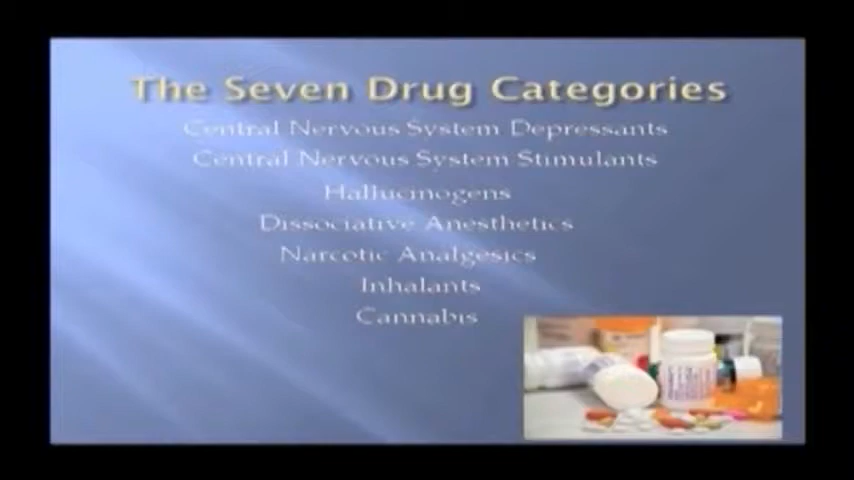 The Seven Drug Categories
Central Nervous System Depressants
Central Nervous System Stimulants
Hallucinogens
Dissociative Anesthetics
Narcotic Analgesics
Inhalants
Cannabis